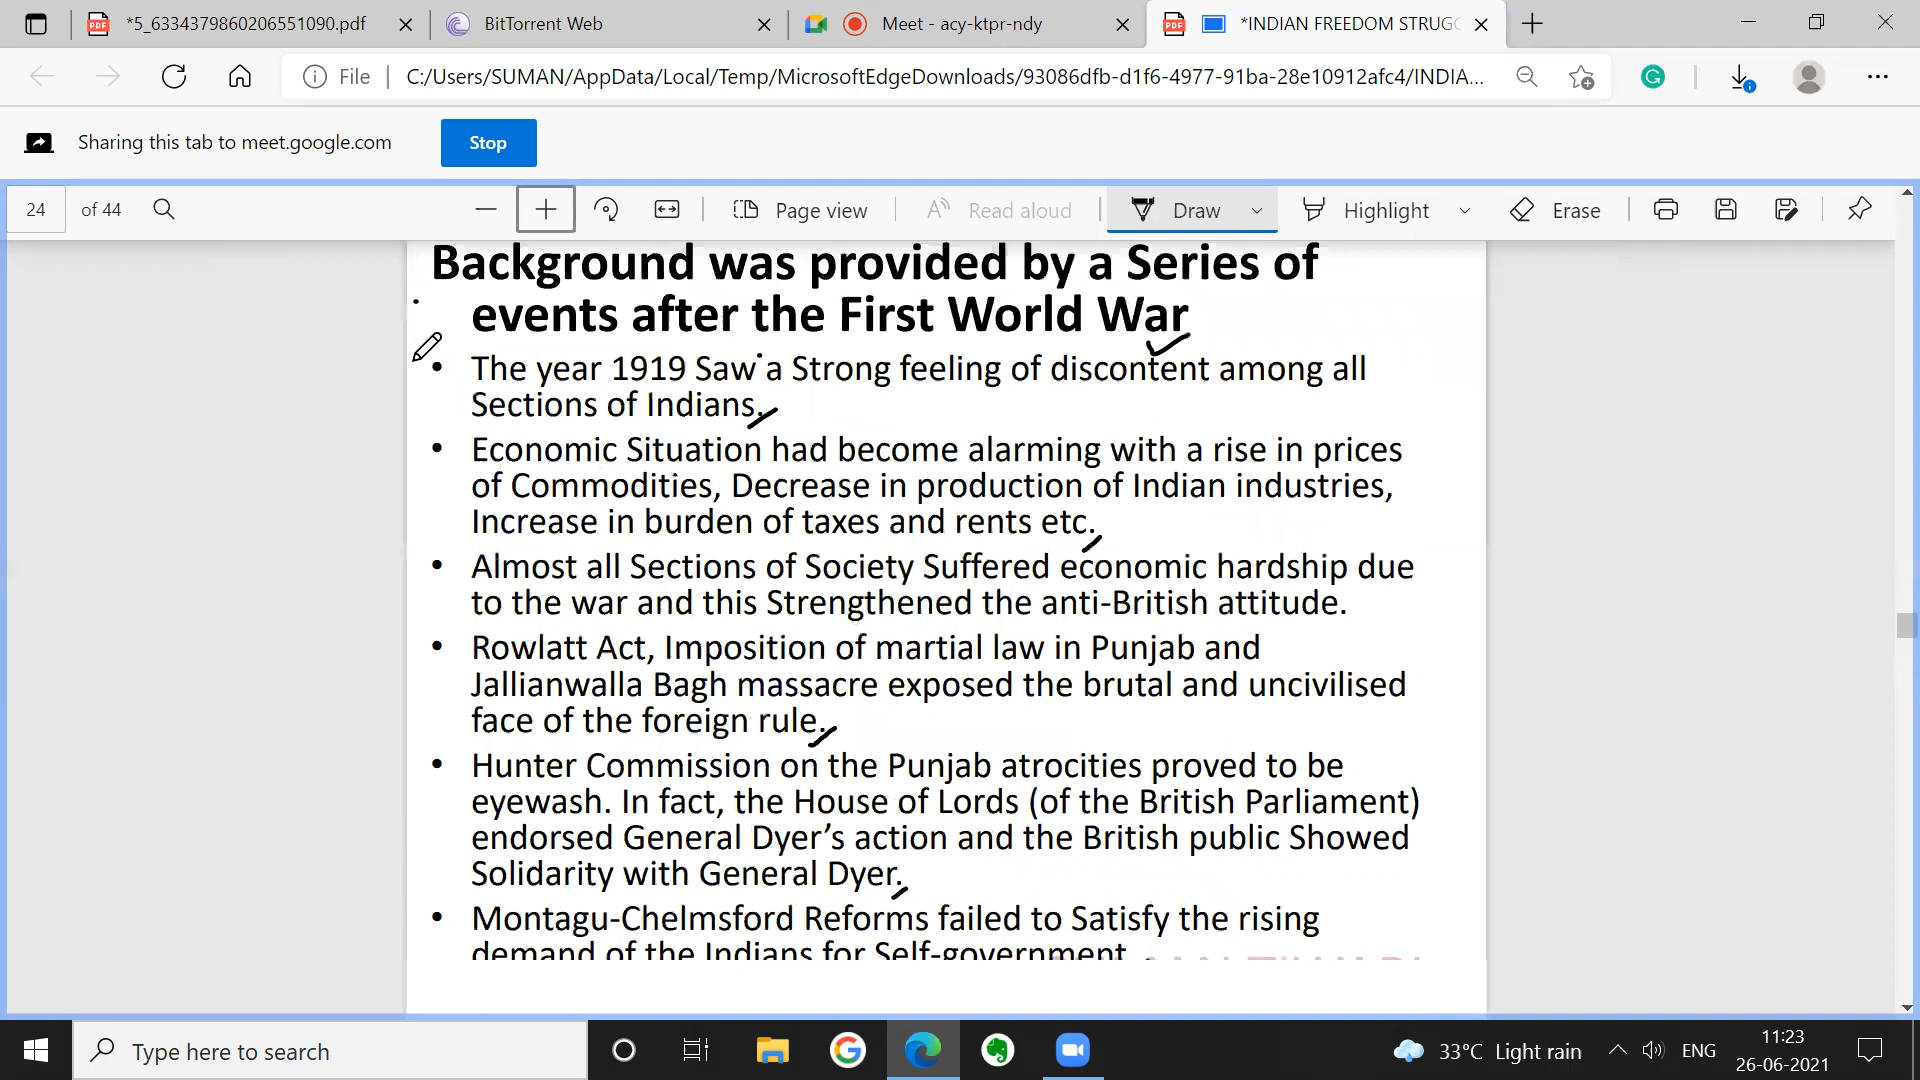 *5_6334379860206551090.pdf
BitTorrent Web
Meet - acy-ktpr-ndy
*INDIAN FREEDOM STRUGG
File
C:/Users/SUMAN/AppData/Local/Temp/MicrosoftEdgeDownloads/93086dfb-d1f6-4977-91ba-28e10912afc4/INDIA...
Sharing this tab to meet.google.com
Stop
24 of 44
Page view
Read aloud
Draw
Highlight
Erase
Background was provided by a Series of
events after the First World War
• The year 1919 Saw a Strong feeling of discontent among all
Sections of Indians.
• Economic Situation had become alarming with a rise in prices
of Commodities, Decrease in production of Indian industries,
Increase in burden of taxes and rents etc.
• Almost all Sections of Society Suffered economic hardship due
to the war and this Strengthened the anti-British attitude.
• Rowlatt Act, Imposition of martial law in Punjab and
Jallianwalla Bagh massacre exposed the brutal and uncivilised
face of the foreign rule.
• Hunter Commission on the Punjab atrocities proved to be
eyewash. In fact, the House of Lords (of the British Parliament)
endorsed General Dyer's action and the British public Showed
Solidarity with General Dyer.
• Montagu-Chelmsford Reforms failed to Satisfy the rising
demand of the Indians for Self-government
Type here to search
33°C Light rain
ENG
11:23
26-06-2021